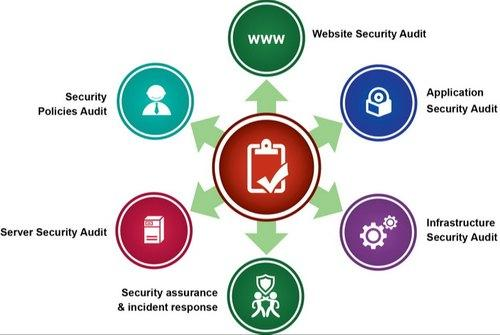 www
Website Security Audit
Security
Policies Audit
Application
Security Audit
Server Security Audit
Infrastructure
Security Audit
Security assurance
& incident response